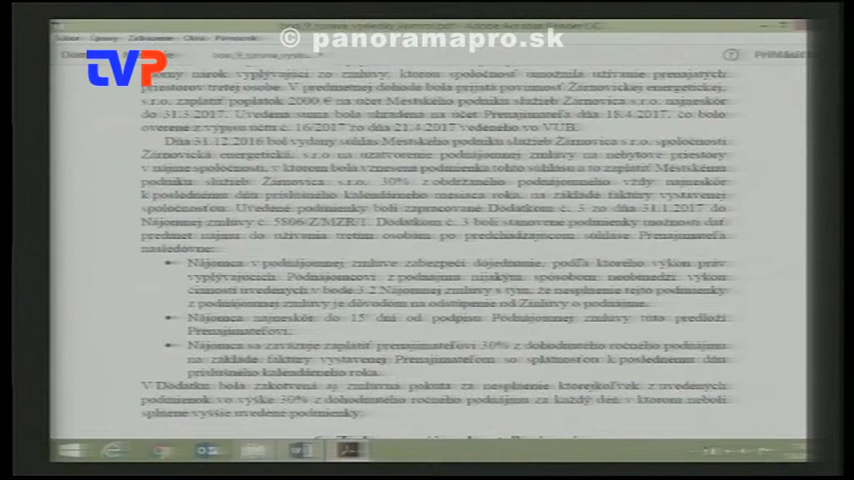 © panoramapro.sk
TVP
Súbor Úpravy Zobrazenie Okná Pomocník
nárok vyplývajúci zo zmluvy, ktorou spoločnosť umožnila užívanie prenajatých
priestorov tretej osobe. V predmetnej dohode bola prijatá povinnosť Žarnovickej energetickej,
s.r.o. zaplatiť poplatok 2000 € na účet Mestského podniku služieb Žarnovica s.r.o. najneskôr
do 31.3.2017. Uvedená suma bola uhradená na účet Prenajímateľa dňa 18.4.2017, čo bolo
overené z výpisu účtu č. 16/2017 zo dňa 21.4.2017 vedeného vo VÚB.
Dňa 31.12.2016 bol vydaný súhlas Mestského podniku služieb Žarnovica s.r.o. spoločnosti
Žarnovická energetická, s.r.o na uzatvorenie podnájomnej zmluvy na nebytové priestory
v nájme spoločnosti, v ktorom bola vznesená podmienka tohto súhlasu a to zaplatiť Mestskému
podniku služieb Žarnovica s.r.o. 30% z obdržaného podnájomného vždy najneskôr
k poslednému dňu príslušného kalendárneho mesiaca roka, na základe faktúry vystavenej
spoločnosťou. Uvedené podmienky boli zapracované Dodatkom č. 3 zo dňa 31.1.2017 do
Nájomnej zmluvy č. 5806/Z/MZR/1. Dodatkom č. 3 boli stanovené podmienky možnosti dať
predmet nájmu do užívania tretím osobám po predchádzajúcom súhlase Prenajímateľa
nasledovne:
Nájomca v podnájomnej zmluve zabezpečí dojednanie, podľa ktorého výkon práv
vyplývajúcich Podnájomcovi z podnájmu nijakým spôsobom neobmedzí výkon
činností uvedených v bode 3.2 Nájomnej zmluvy s tým, že nesplnenie tejto podmienky
z podnájomnej zmluvy je dôvodom na odstúpenie od Zmluvy o podnájme.
Nájomca najneskôr do 15 dní od podpisu Podnájomnej zmluvy túto predloží
Prenajímateľovi.
Nájomca sa zaväzuje zaplatiť prenajímateľovi 30% z dohodnutého ročného podnájmu
na základe faktúry vystavenej Prenajímateľom so splatnosťou k poslednému dňu
príslušného kalendárneho roka.
V Dodatku bola zakotvená aj zmluvná pokuta za nesplnenie ktorejkoľvek z uvedených
podmienok vo výške 30% z dohodnutého ročného podnájmu za každý deň v ktorom neboli
splnené vyššie uvedené podmienky.